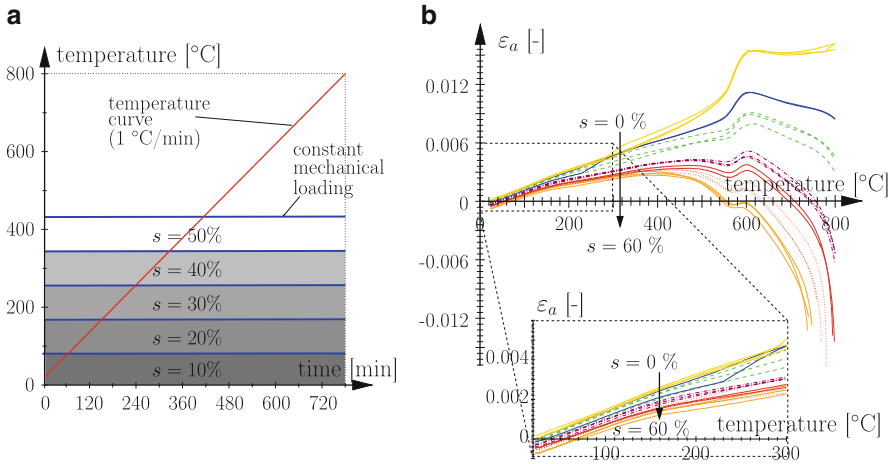 a
temperature [°C]
800
600
400
200
0
temperature
curve
(1 °C/min)
constant
mechanical
loading
s = 50%
s = 40%
s = 30%
s = 20%
s = 10%
time [min]
0 120 240 360 480 600 720
b
εa [-]
0.012
0.006
0
-0.006
-0.012
s = 0 %
s = 60 %
temperature [°C]
0 200 400 600 800
εa [-]
0.004
0.002
0
s = 0 %
s = 60 %
temperature [°C]
100 200 300